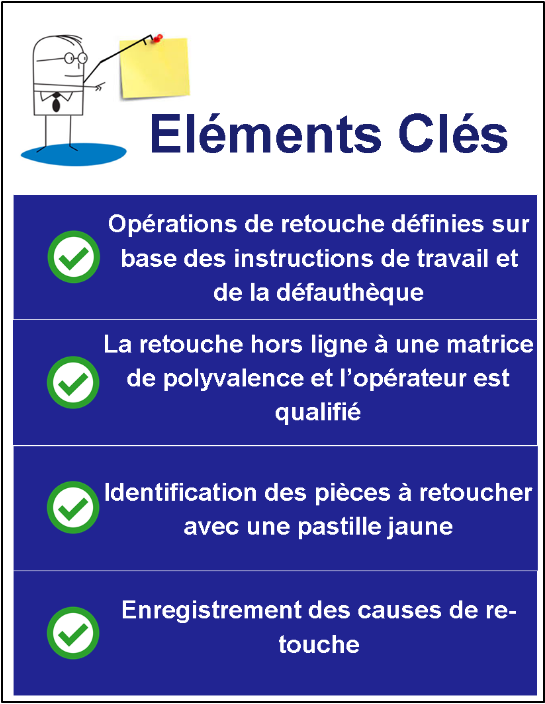 Eléments Clés
Opérations de retouche définies sur
base des instructions de travail et
de la défauthèque
La retouche hors ligne à une matrice
de polyvalence et l’opérateur est
qualifié
Identification des pièces à retoucher
avec une pastille jaune
Enregistrement des causes de re-
touche